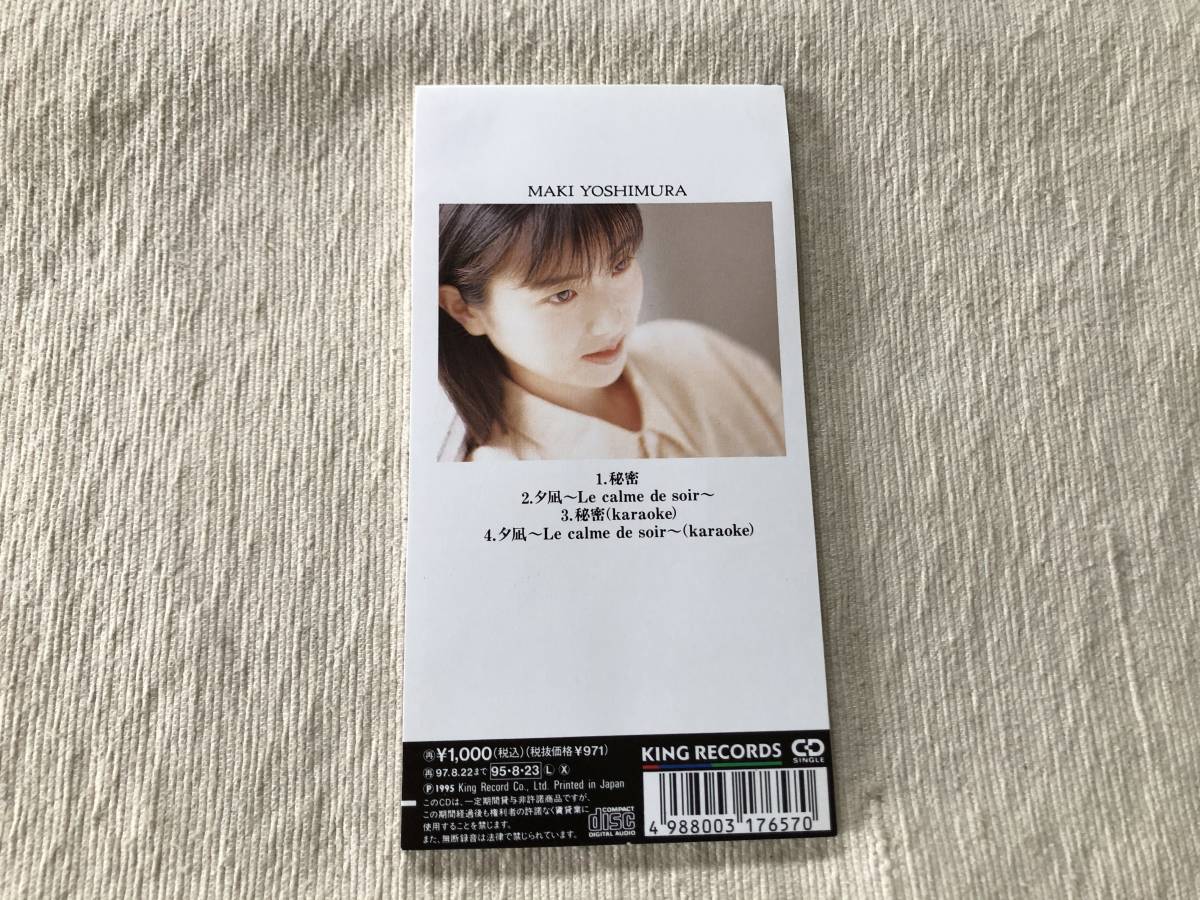 MAKI YOSHIMURA
1.秘密
2.夕凪～Le calme de soir～
3.秘密(karaoke)
4.夕凪～Le calme de soir～(karaoke)
再 ¥1,000(税込)(税抜価格¥971)
再 97.8.22まで 95・8・23 L X
Ⓟ1995 King Record Co., Ltd. Printed in Japan
このCDは、一定期間貸与非許諾商品ですが、
この期間経過後も権利者の許諾なく賃貸業に
使用することを禁じます。
また、無断録音は法律で禁じられています。
COMPACT
disc
DIGITAL AUDIO
KING RECORDS
CD
SINGLE
4 988003 176570